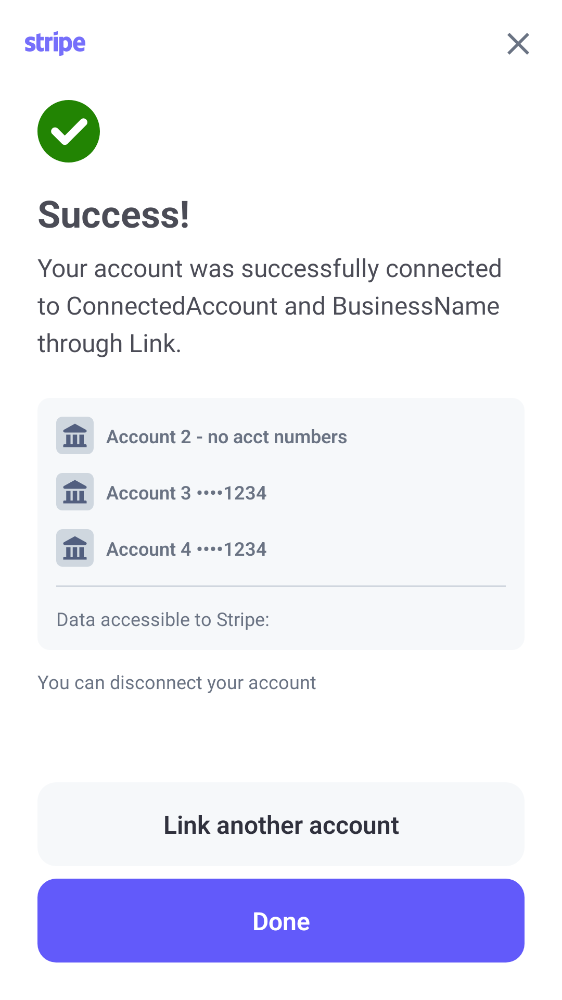 stripe
Success!
Your account was successfully connected
to ConnectedAccount and BusinessName
through Link.
Account 2 - no acct numbers
Account 3 ••••1234
Account 4 ••••1234
Data accessible to Stripe:
You can disconnect your account
Link another account
Done